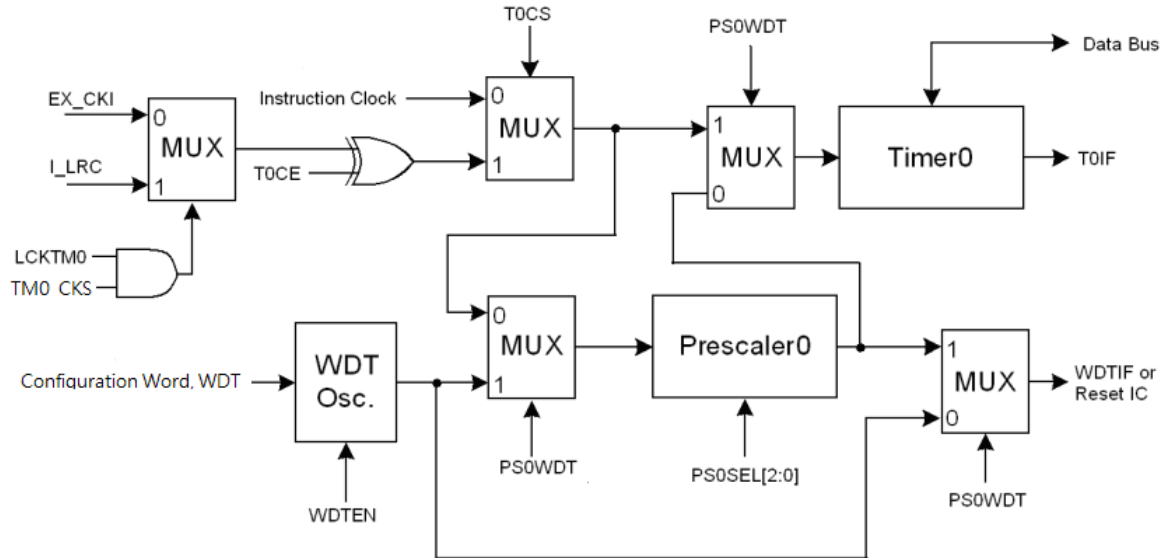 T0CS
PS0WDT
Data Bus
EX_CKI
0
MUX
I_LRC
1
Instruction Clock
0
MUX
1
T0CE
1
MUX
0
Timer0
T0IF
LCKTM0
TM0 CKS
0
MUX
1
Prescaler0
1
MUX
0
WDTIF or
Reset IC
Configuration Word, WDT
WDT
Osc.
PS0WDT
PS0SEL[2:0]
PS0WDT
WDTEN